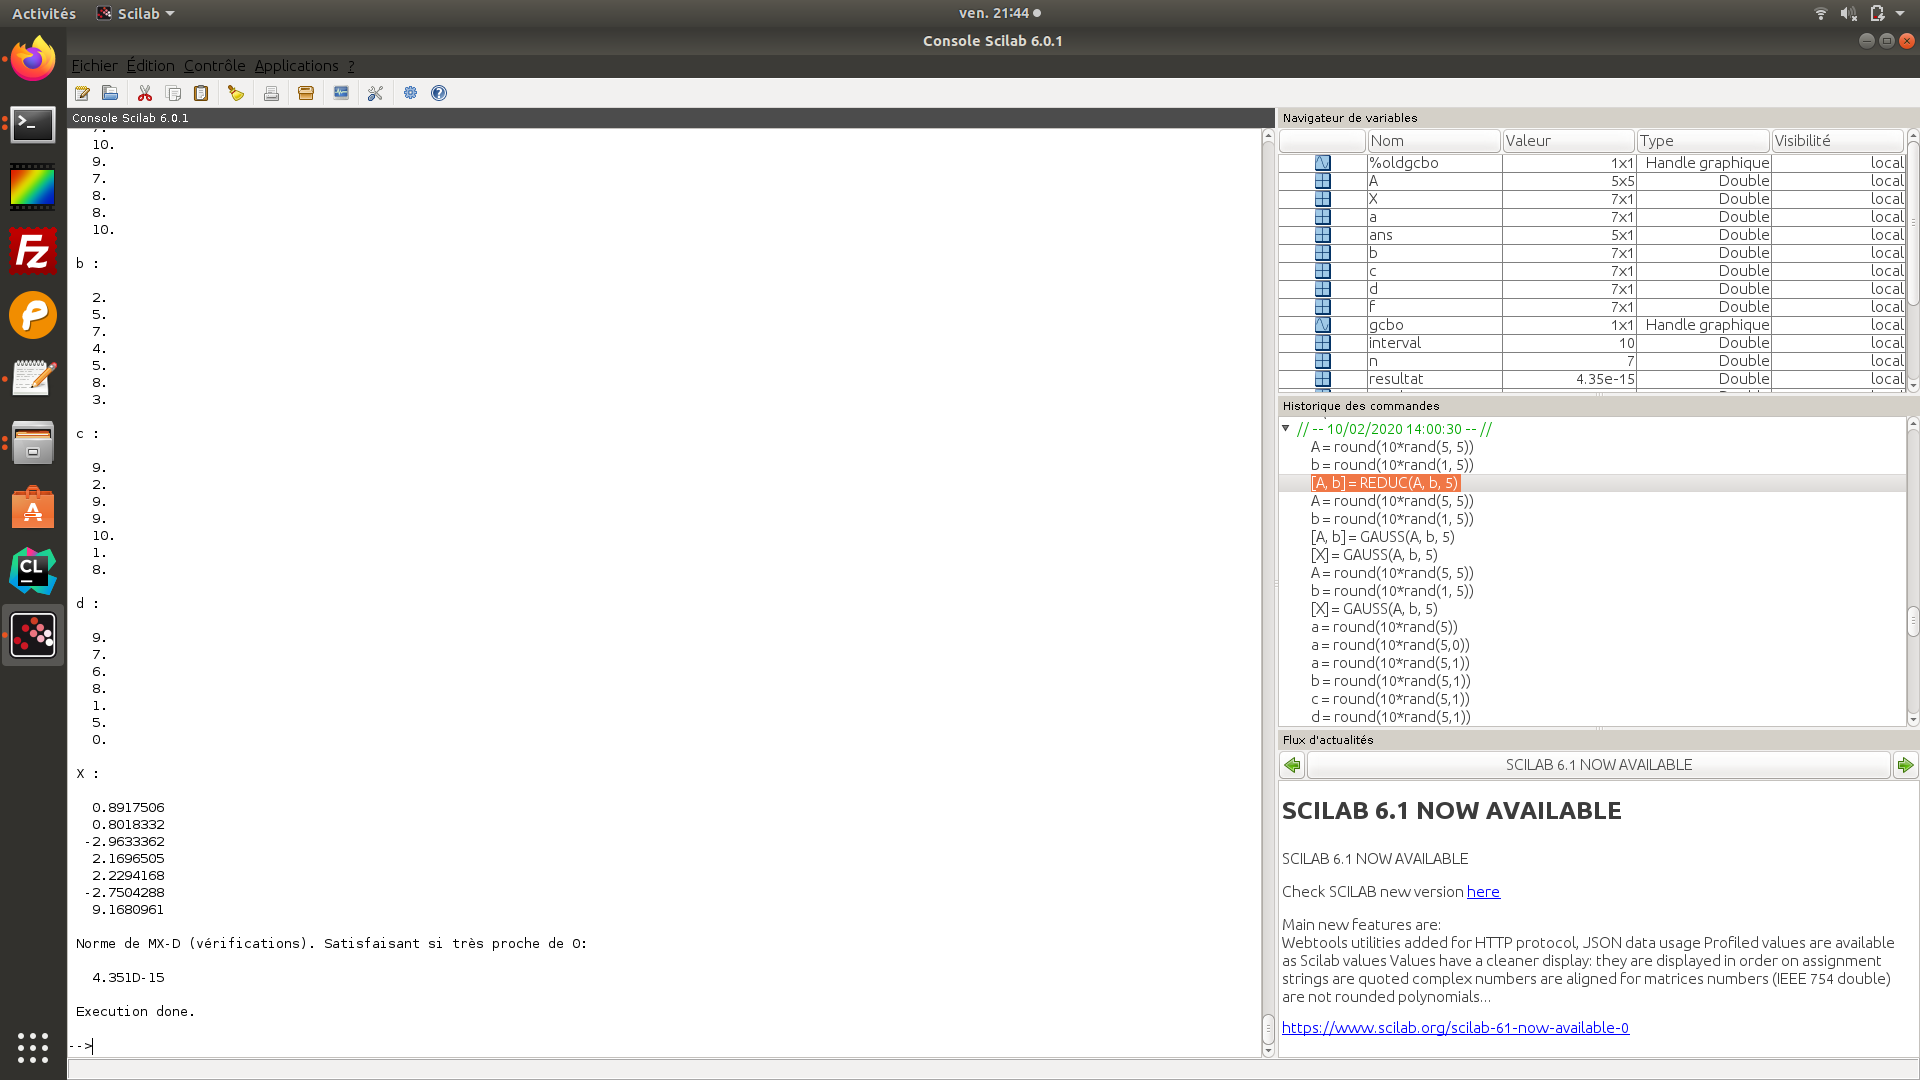 Activités
Scilab
ven. 21:44
Console Scilab 6.0.1
Fichier Édition Contrôle Applications ?
Console Scilab 6.0.1
10.
9.
7.
8.
8.
10.
b :
2.
5.
7.
4.
5.
8.
3.
c :
9.
2.
9.
9.
10.
1.
8.
d :
9.
7.
6.
8.
1.
5.
0.
X :
0.8917506
0.8018332
-2.9633362
2.1696505
2.2294168
-2.7504288
9.1680961
Norme de MX-D (vérifications). Satisfaisant si très proche de 0:
4.351D-15
Execution done.
-->
Navigateur de variables
Nom Valeur Type Visibilité
%oldgcbo 1x1 Handle graphique local
A 5x5 Double local
X 7x1 Double local
a 7x1 Double local
ans 5x1 Double local
b 7x1 Double local
c 7x1 Double local
d 7x1 Double local
f 7x1 Double local
gcbo 1x1 Handle graphique local
interval 10 Double local
n 7 Double local
resultat 4.35e-15 Double local
Historique des commandes
// -- 10/02/2020 14:00:30 -- //
A = round(10*rand(5, 5))
b = round(10*rand(1, 5))
[A, b] = REDUC(A, b, 5)
A = round(10*rand(5, 5))
b = round(10*rand(1, 5))
[A, b] = GAUSS(A, b, 5)
[X] = GAUSS(A, b, 5)
A = round(10*rand(5, 5))
b = round(10*rand(1, 5))
[X] = GAUSS(A, b, 5)
a = round(10*rand(5))
a = round(10*rand(5,0))
a = round(10*rand(5,1))
b = round(10*rand(5,1))
c = round(10*rand(5,1))
d = round(10*rand(5,1))
Flux d'actualités
SCILAB 6.1 NOW AVAILABLE
SCILAB 6.1 NOW AVAILABLE
SCILAB 6.1 NOW AVAILABLE
Check SCILAB new version here
Main new features are:
Webtools utilities added for HTTP protocol, JSON data usage Profiled values are available
as Scilab values Values have a cleaner display: they are displayed in order on assignment
strings are quoted complex numbers are aligned for matrices numbers (IEEE 754 double)
are not rounded polynomials...
https://www.scilab.org/scilab-61-now-available-0